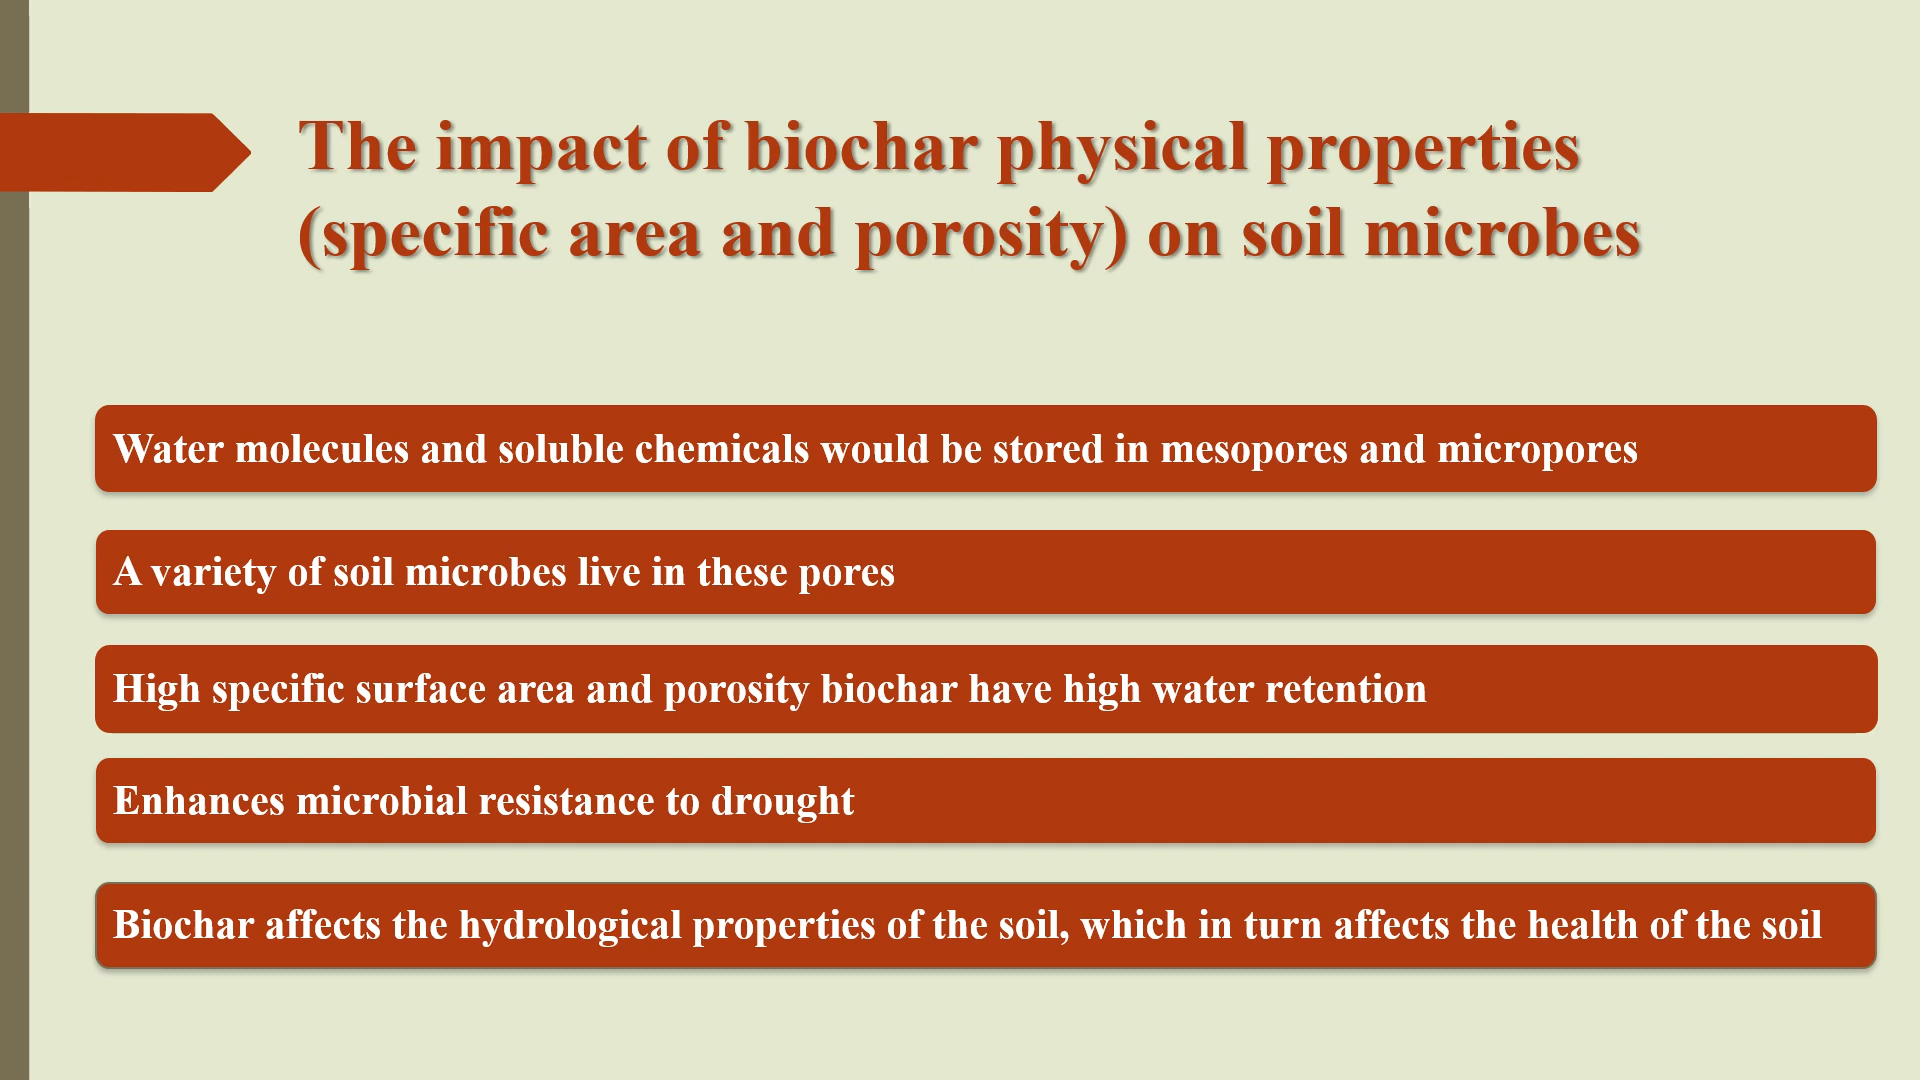 The impact of biochar physical properties
(specific area and porosity) on soil microbes
Water molecules and soluble chemicals would be stored in mesopores and micropores
A variety of soil microbes live in these pores
High specific surface area and porosity biochar have high water retention
Enhances microbial resistance to drought
Biochar affects the hydrological properties of the soil, which in turn affects the health of the soil